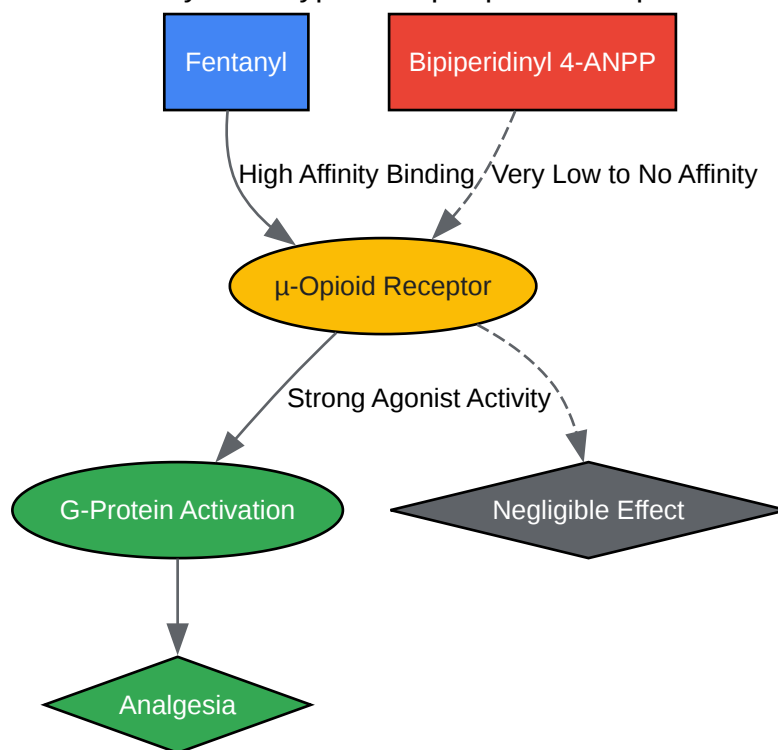 Fentanyl
Bipiperidinyl 4-ANPP
High Affinity Binding
Very Low to No Affinity
µ-Opioid Receptor
Strong Agonist Activity
G-Protein Activation
Negligible Effect
Analgesia